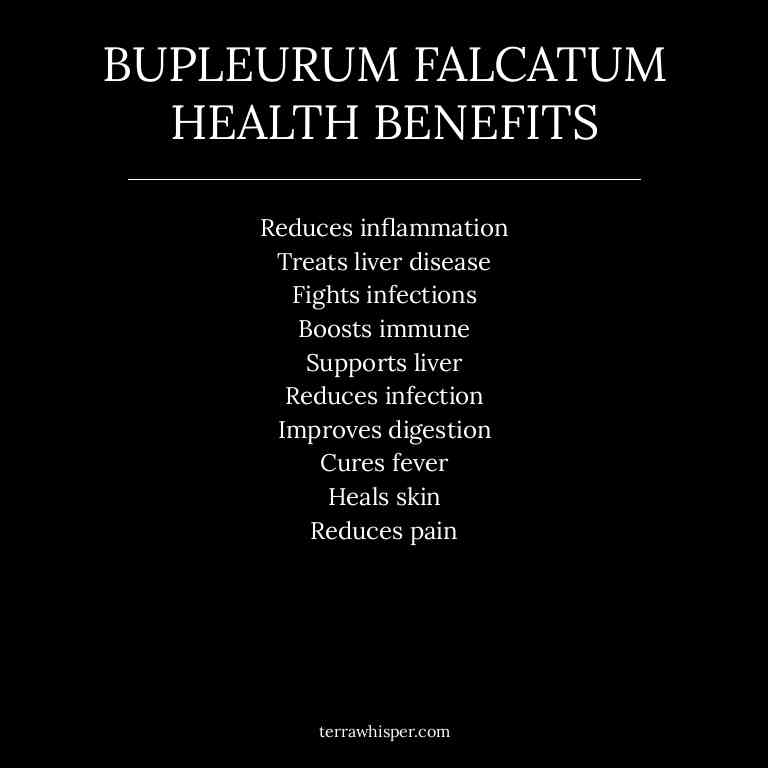 BUPLEURUM FALCATUM
HEALTH BENEFITS
Reduces inflammation
Treats liver disease
Fights infections
Boosts immune
Supports liver
Reduces infection
Improves digestion
Cures fever
Heals skin
Reduces pain
terrawhisper.com